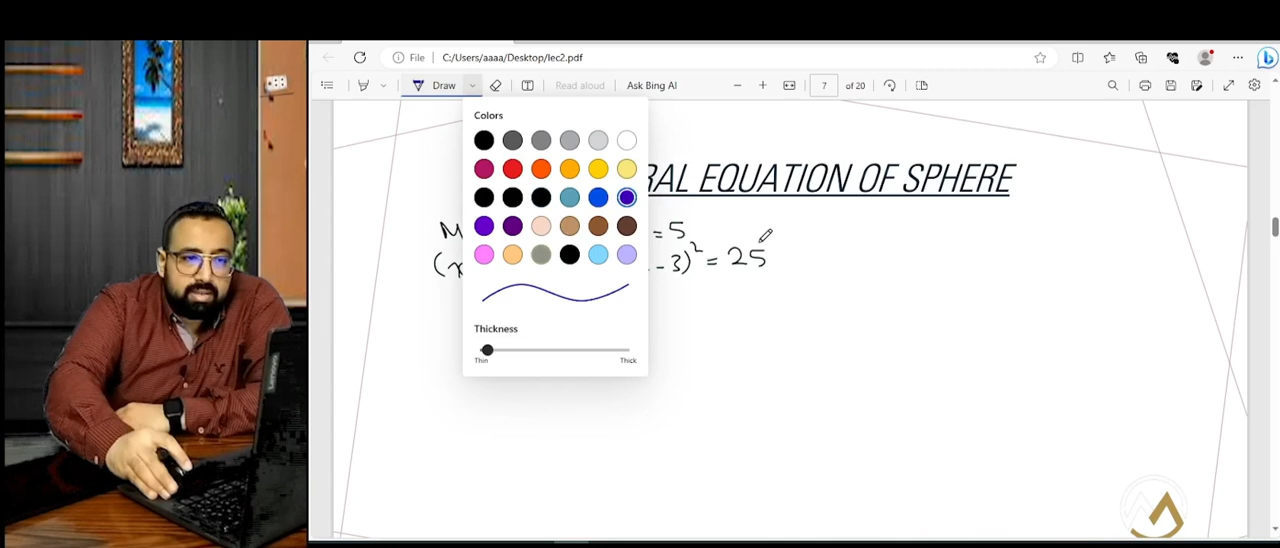 File C:/Users/aaaa/Desktop/lec2.pdf
Draw Read aloud Ask Bing AI 7 of 20
Colors
RAL EQUATION OF SPHERE
M = 5
(x - 3)² = 25
Thickness
Thin Thick
lenovo